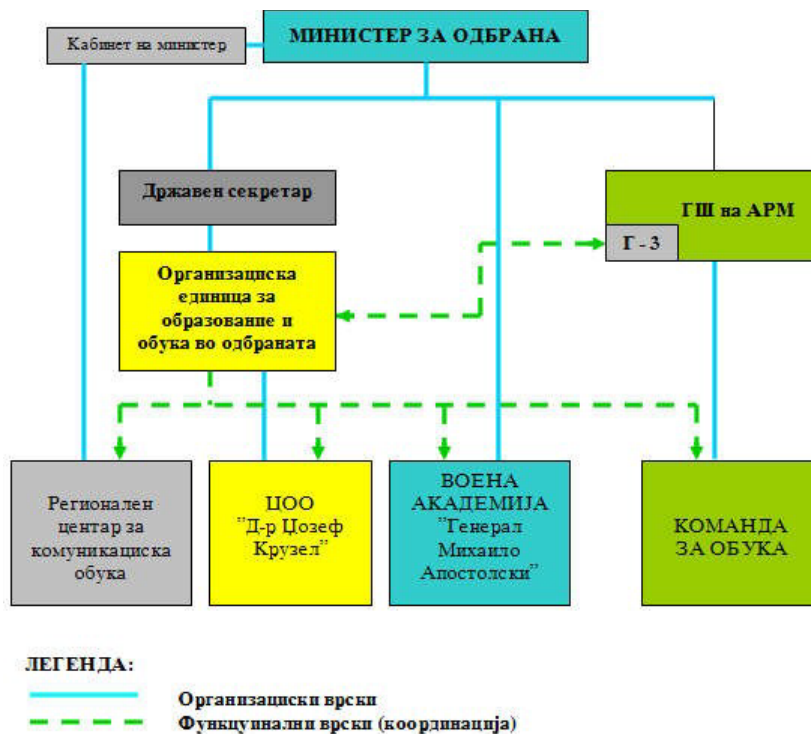 Кабинет на министер
МИНИСТЕР ЗА ОДБРАНА
Државен секретар
ГШ на АРМ
Г - 3
Организациска
единица за
образование и
обука во одбраната
Регионален
центар за
комуникациска
обука
ЦОО
"Д-р Џозеф
Крузел"
ВОЕНА
АКАДЕМИЈА
"Генерал
Михаило
Апостолски"
КОМАНДА
ЗА ОБУКА
ЛЕГЕНДА:
Организациски врски
Функцуинални врски (координација)